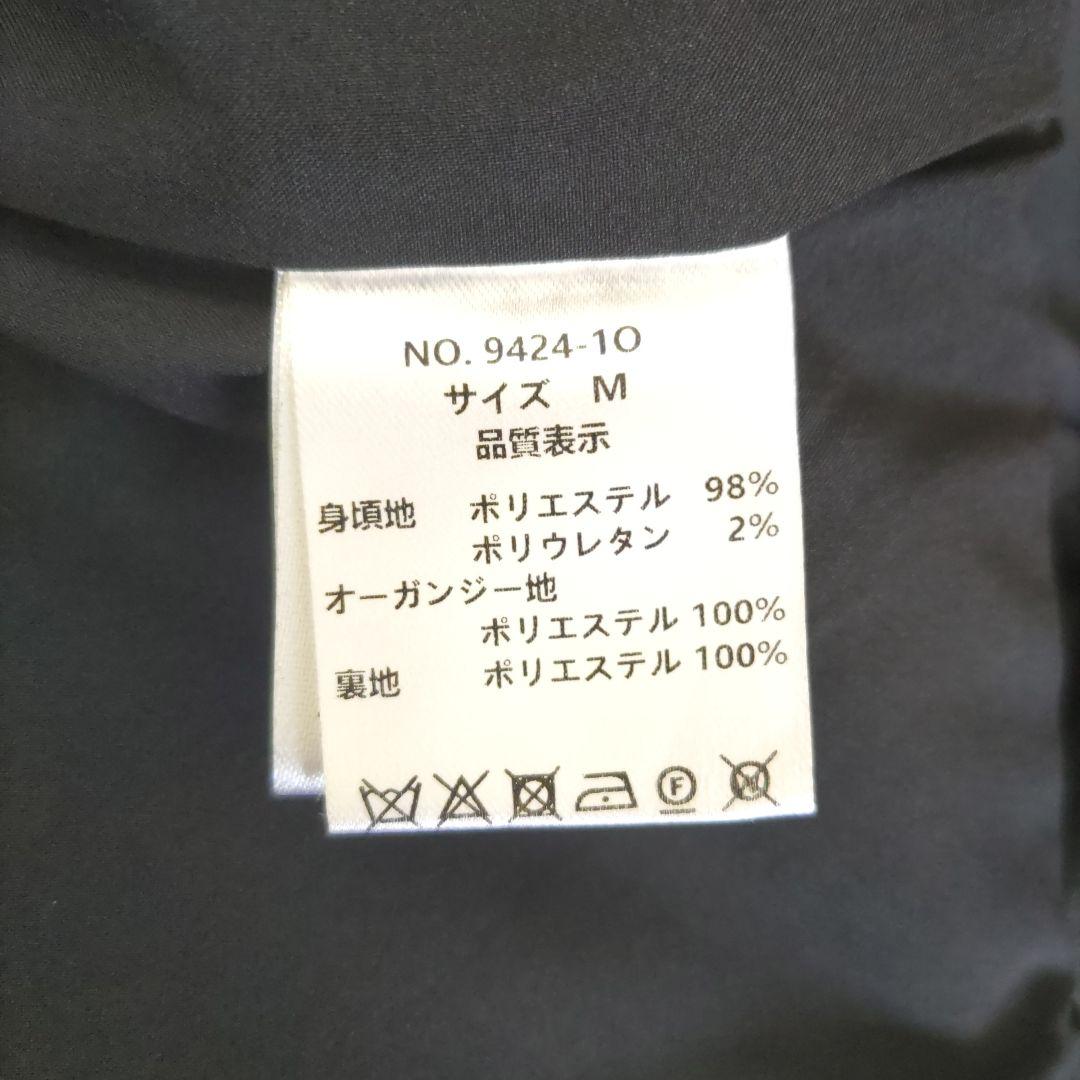 NO. 9424-10
サイズ M
品質表示
身頃地 ポリエステル 98%
ポリウレタン 2%
オーガンジー地
ポリエステル 100%
裏地 ポリエステル 100%
F
W